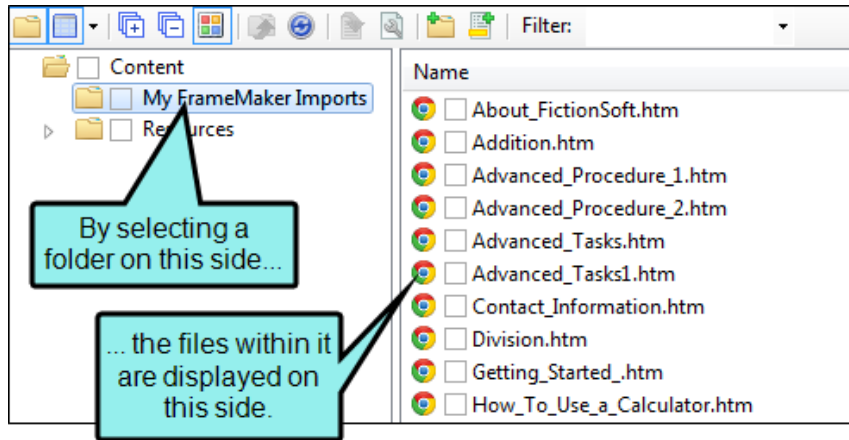 Filter:
Content
My FrameMaker Imports
Resources
By selecting a
folder on this side...
... the files within it
are displayed on
this side.
Name
About_FictionSoft.htm
Addition.htm
Advanced_Procedure_1.htm
Advanced_Procedure_2.htm
Advanced_Tasks.htm
Advanced_Tasks1.htm
Contact_Information.htm
Division.htm
Getting_Started_.htm
How_To_Use_a_Calculator.htm